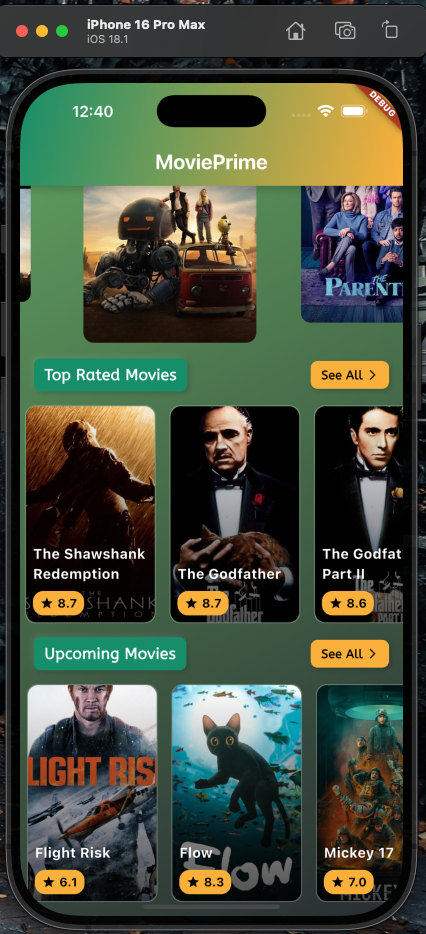 iPhone 16 Pro Max
iOS 18.1
12:40
DEBUG
MoviePrime
THE
PARENT
Top Rated Movies
See All
The Shawshank
Redemption
8.7
The Godfather
8.7
The Godfat
Part II
8.6
Upcoming Movies
See All
LIGHT RIS
Flight Risk
6.1
Flow
Flow
8.3
Mickey 17
7.0